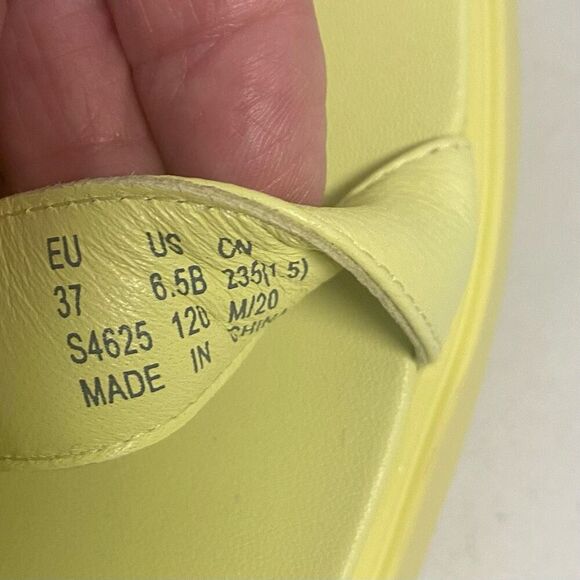 EU US CN
37 6.5B 235(1.5)
S4625 120 M/20
MADE IN CHINA